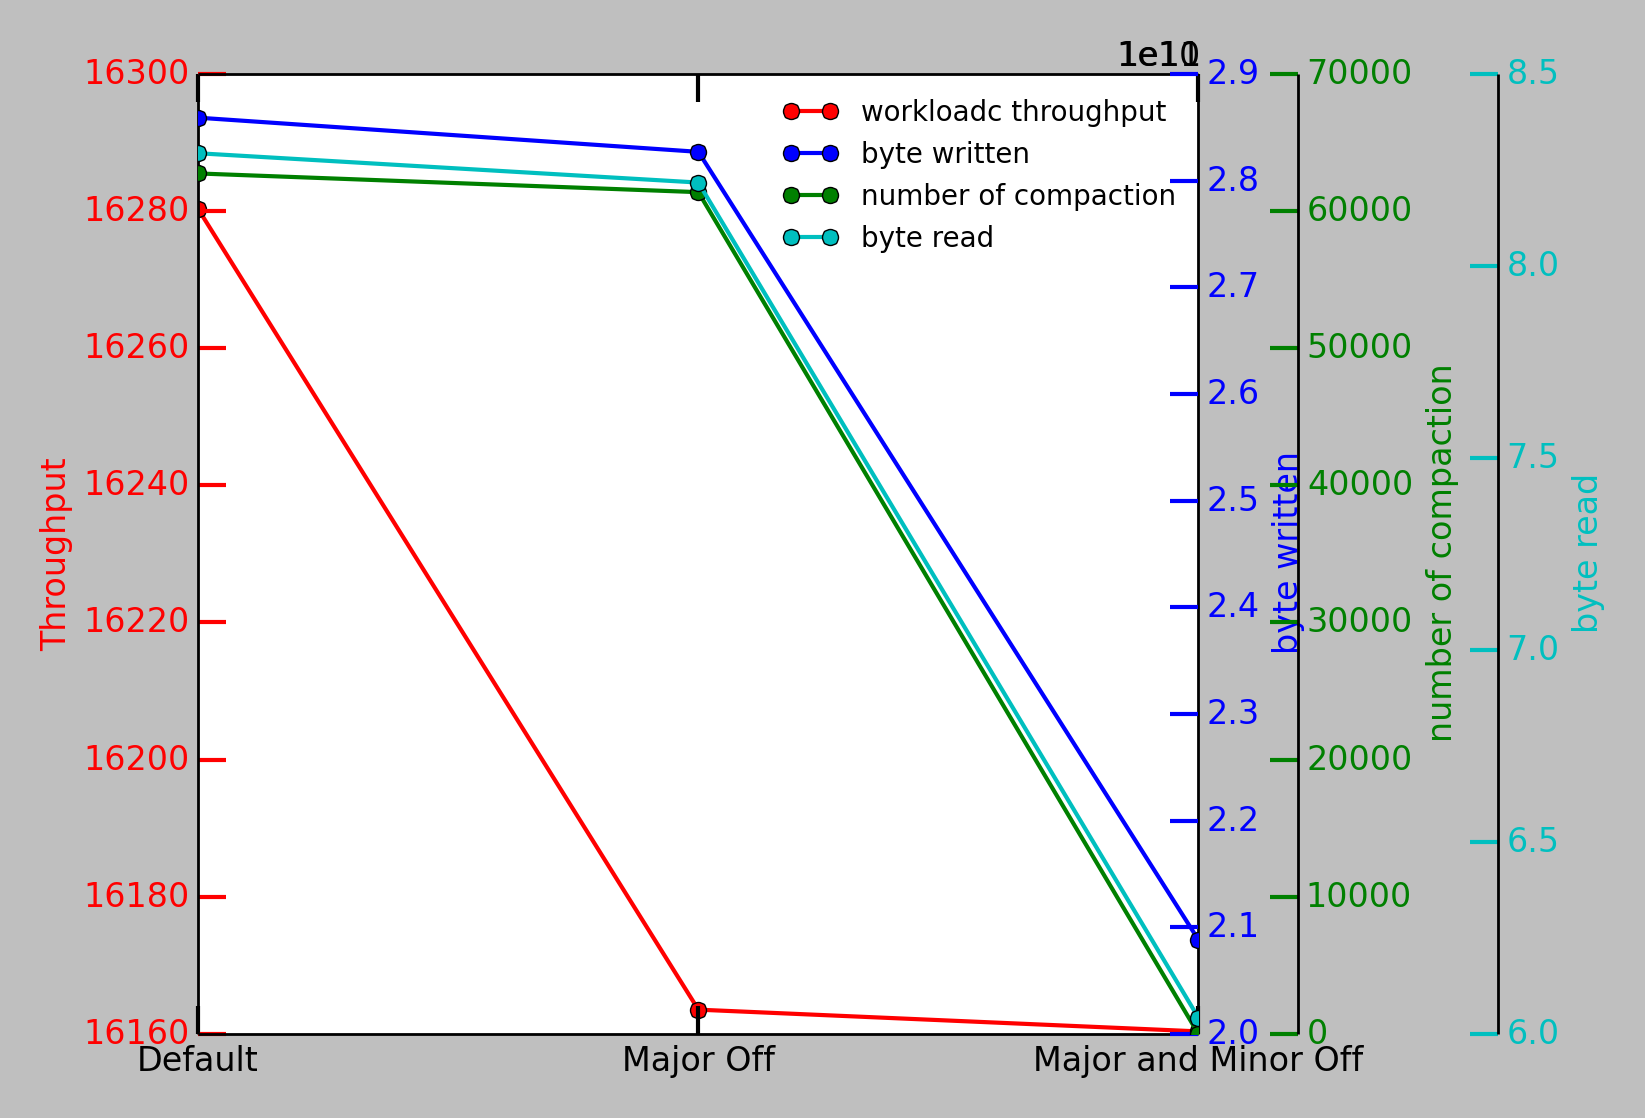 1e10
16300
16280
16260
16240
16220
16200
16180
16160
Throughput
workloadc throughput
byte written
number of compaction
byte read
2.9
2.8
2.7
2.6
2.5
2.4
2.3
2.2
2.1
2.0
byte written
70000
60000
50000
40000
30000
20000
10000
0
number of compaction
8.5
8.0
7.5
7.0
6.5
6.0
byte read
Default
Major Off
Major and Minor Off